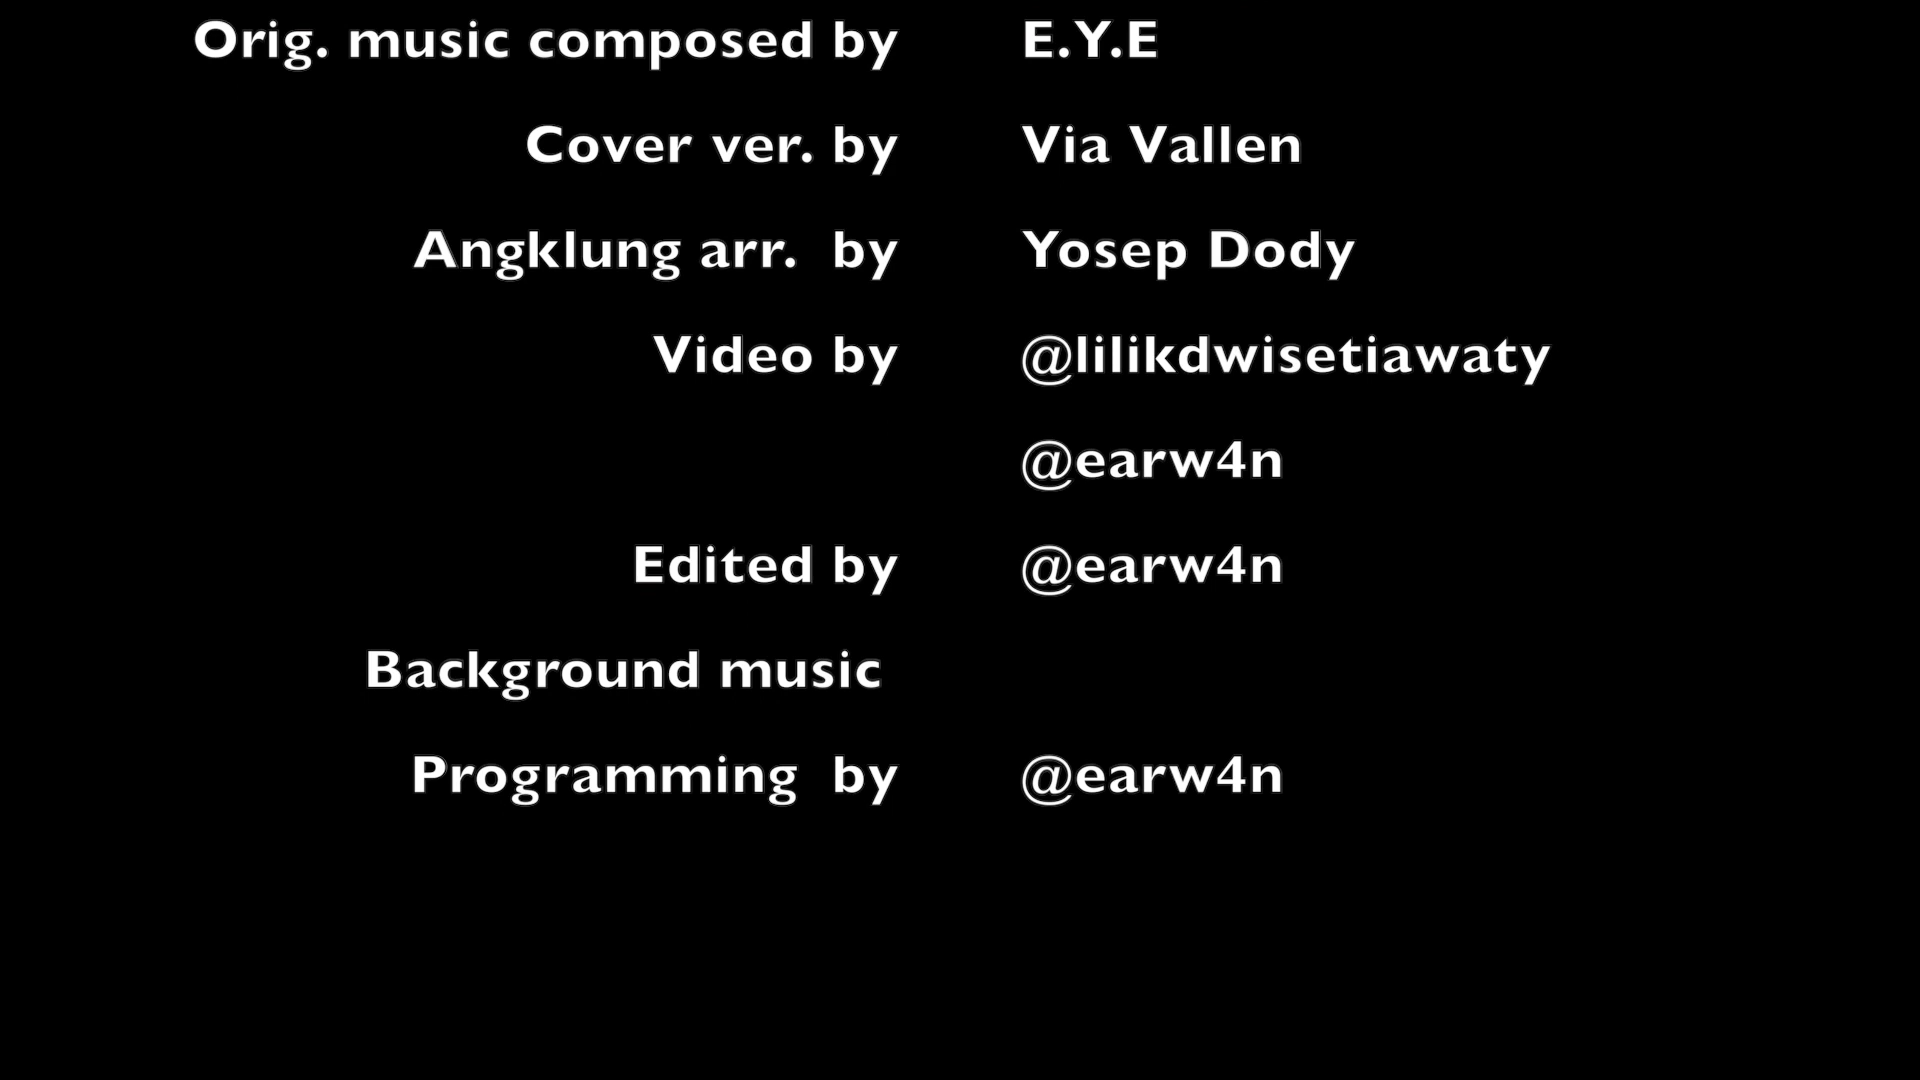 Orig. music composed by E.Y.E
Cover ver. by Via Vallen
Angklung arr. by Yosep Dody
Video by @lilikdwisetiawaty
@earw4n
Edited by @earw4n
Background music
Programming by @earw4n